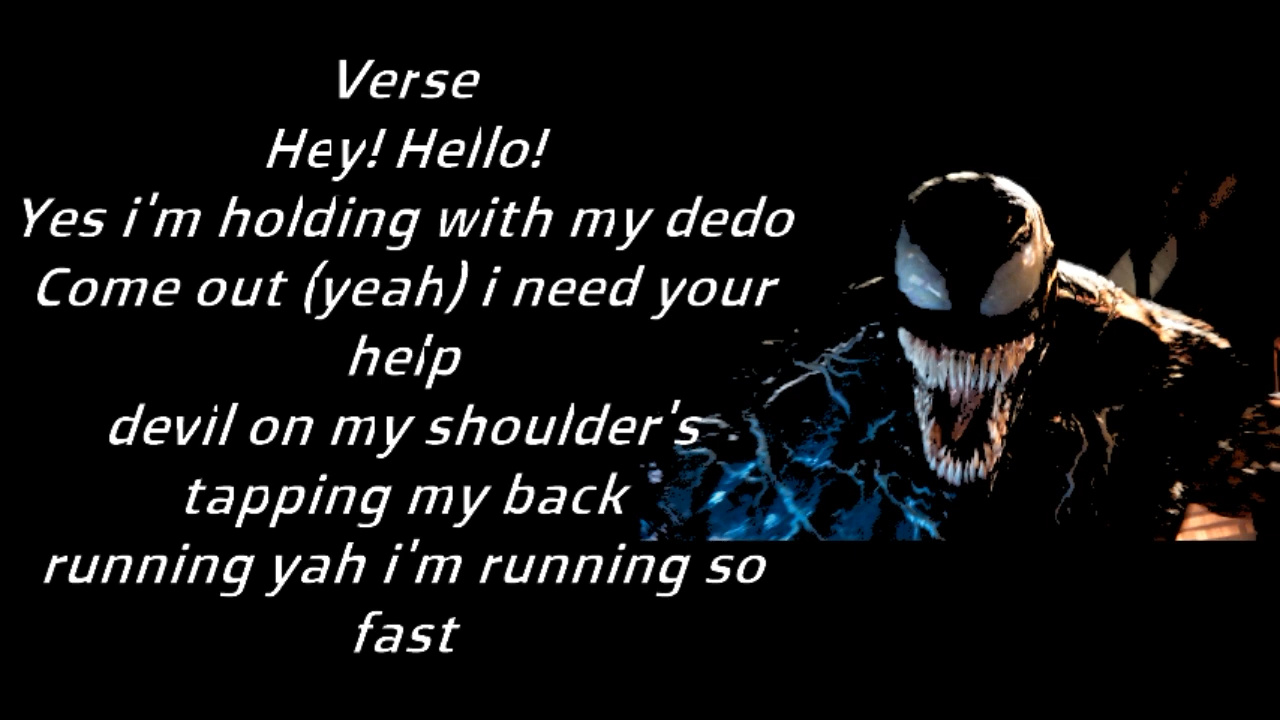 Verse
Hey! Hello!
Yes i'm holding with my dedo
Come out (yeah) i need your
help
devil on my shoulder's
tapping my back
running yah i'm running so
fast